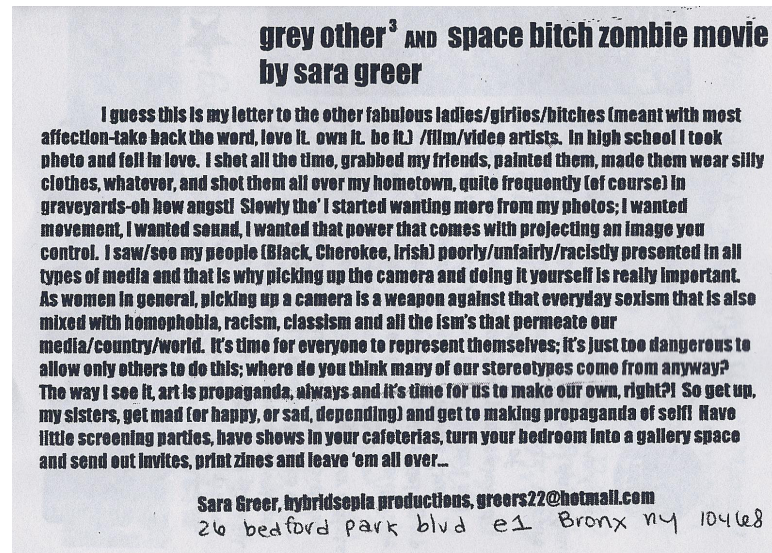 grey other³ AND space bitch zombie movie
by sara greer
I guess this is my letter to the other fabulous ladies/girlies/bitches (meant with most
affection-take back the word, love it. own it. be it.) /film/video artists. In high school I took
photo and fell in love. I shot all the time, grabbed my friends, painted them, made them wear silly
clothes, whatever, and shot them all over my hometown, quite frequently (of course) in
graveyards-oh how angst! Slowly tho' I started wanting more from my photos; I wanted
movement, I wanted sound, I wanted that power that comes with projecting an image you
control. I saw/see my people (Black, Cherokee, Irish) poorly/unfairly/racistly presented in all
types of media and that is why picking up the camera and doing it yourself is really important.
As women in general, picking up a camera is a weapon against that everyday sexism that is also
mixed with homophobia, racism, classism and all the ism's that permeate our
media/country/world. It's time for everyone to represent themselves; it's just too dangerous to
allow only others to do this; where do you think many of our stereotypes come from anyway?
The way I see it, art is propaganda, always and it's time for us to make our own, right?! So get up,
my sisters, get mad (or happy, or sad, depending) and get to making propaganda of self! Have
little screening parties, have shows in your cafeterias, turn your bedroom into a gallery space
and send out invites, print zines and leave 'em all over...
Sara Greer, hybridsepia productions, greers22@hotmail.com
26 bedford park blvd e1 Bronx ny 10468